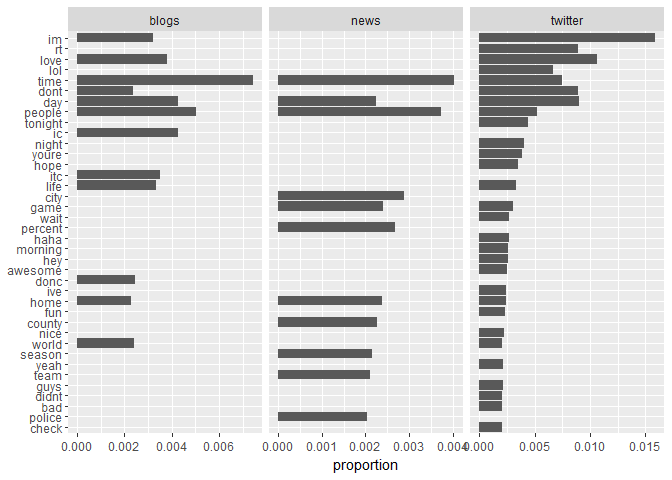 blogs
news
twitter
im
rt
love
lol
time
dont
day
people
tonight
ic
night
youre
hope
itc
life
city
game
wait
percent
haha
morning
hey
awesome
donc
ive
home
fun
county
nice
world
season
yeah
team
guys
didnt
bad
police
check
0.000 0.002 0.004 0.006
0.000 0.001 0.002 0.003 0.004
0.000 0.005 0.010 0.015
proportion